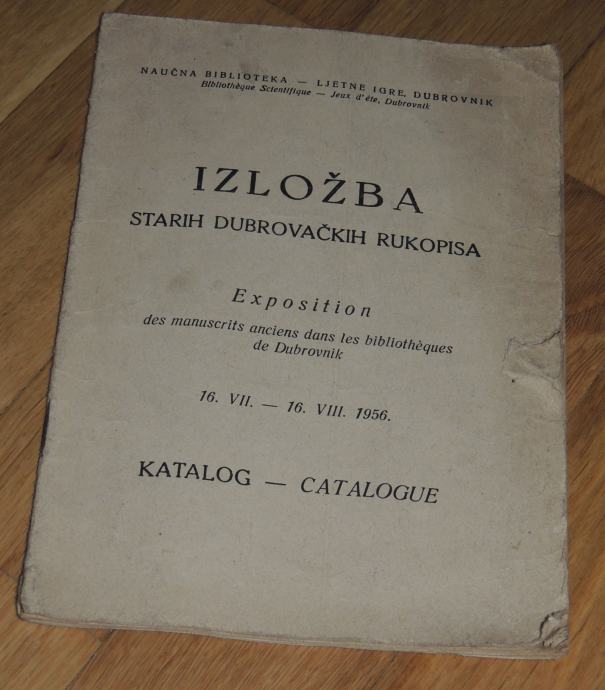 NAUČNA BIBLIOTEKA — LJETNE IGRE, DUBROVNIK
Bibliothèque Scientifique — Jeux d'éte, Dubrovnik
IZLOŽBA
STARIH DUBROVAČKIH RUKOPISA
Exposition
des manuscrits anciens dans les bibliothèques
de Dubrovnik
16. VII. — 16. VIII. 1956.
KATALOG — CATALOGUE